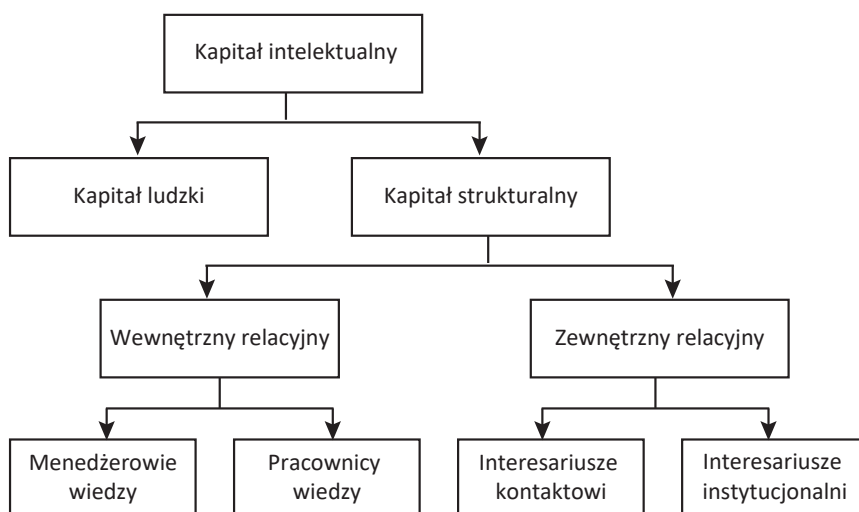 Kapitał intelektualny
Kapitał ludzki
Kapitał strukturalny
Wewnętrzny relacyjny
Zewnętrzny relacyjny
Menedżerowie
wiedzy
Pracownicy
wiedzy
Interesariusze
kontaktowi
Interesariusze
instytucjonalni